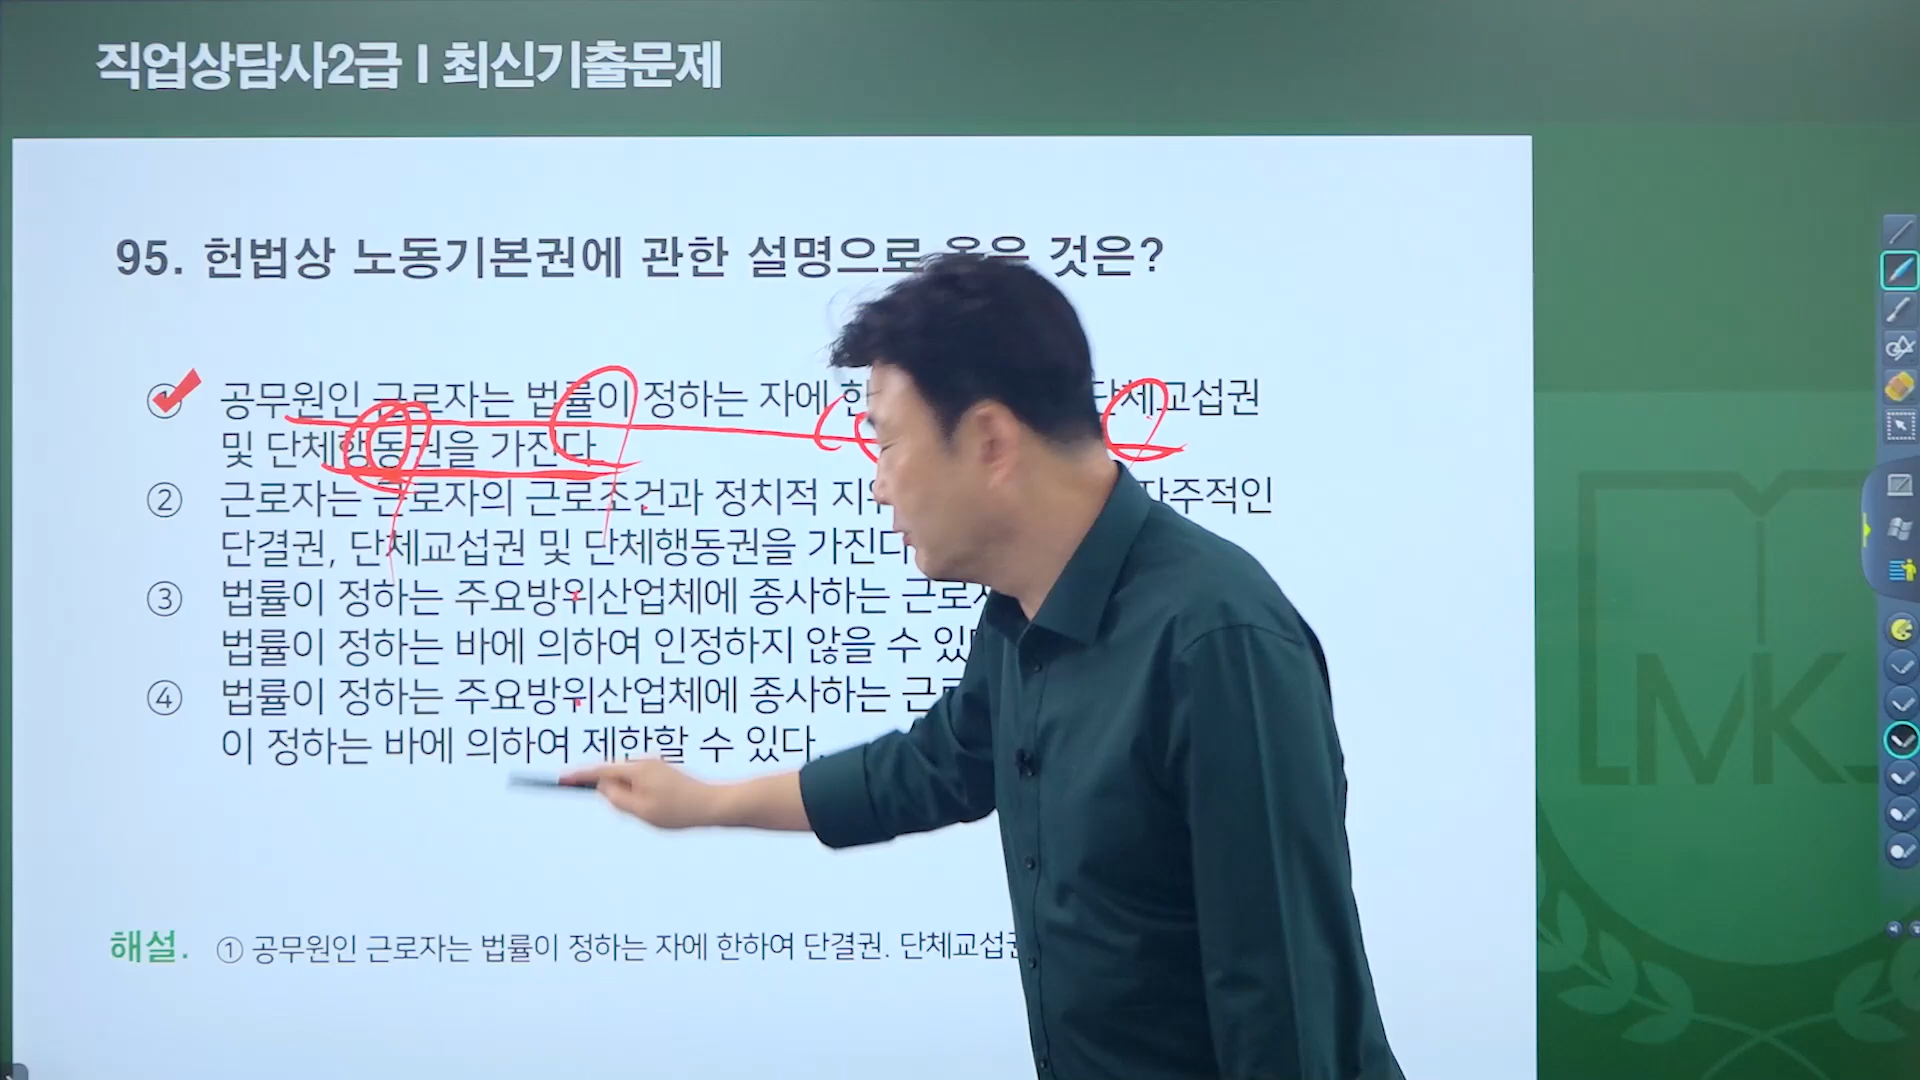 직업상담사2급 I 최신기출문제
95. 헌법상 노동기본권에 관한 설명으로 옳은 것은?
① 공무원인 근로자는 법률이 정하는 자에 한 단체교섭권
및 단체행동권을 가진다.
② 근로자는 근로자의 근로조건과 정치적 자주적인
단결권, 단체교섭권 및 단체행동권을 가진다
③ 법률이 정하는 주요방위산업체에 종사하는
법률이 정하는 바에 의하여 인정하지 않을 수
④ 법률이 정하는 주요방위산업체에 종사하는
이 정하는 바에 의하여 제한할 수 있다.
해설. ① 공무원인 근로자는 법률이 정하는 자에 한하여 단결권. 단체교섭권
MK